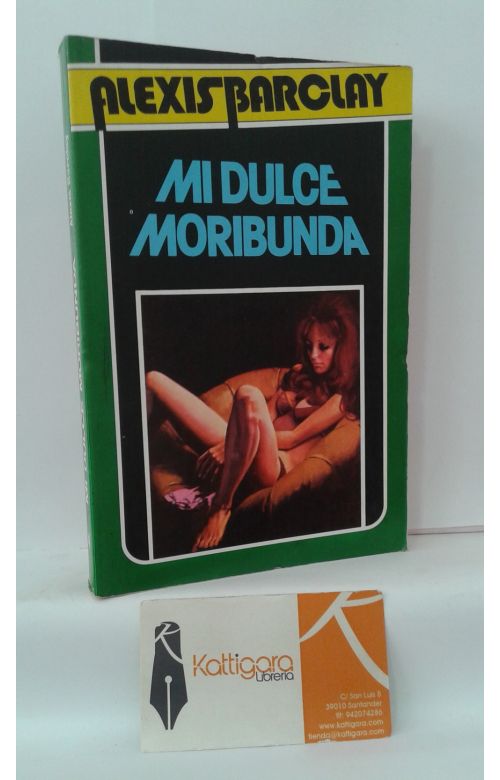 ALEXIS BARCLAY
MI DULCE
MORIBUNDA
Kattigara
Librería
C/ San Luis 8
39010 Santander
tlf: 942074286
www.kattigara.com
tienda@kattigara.com